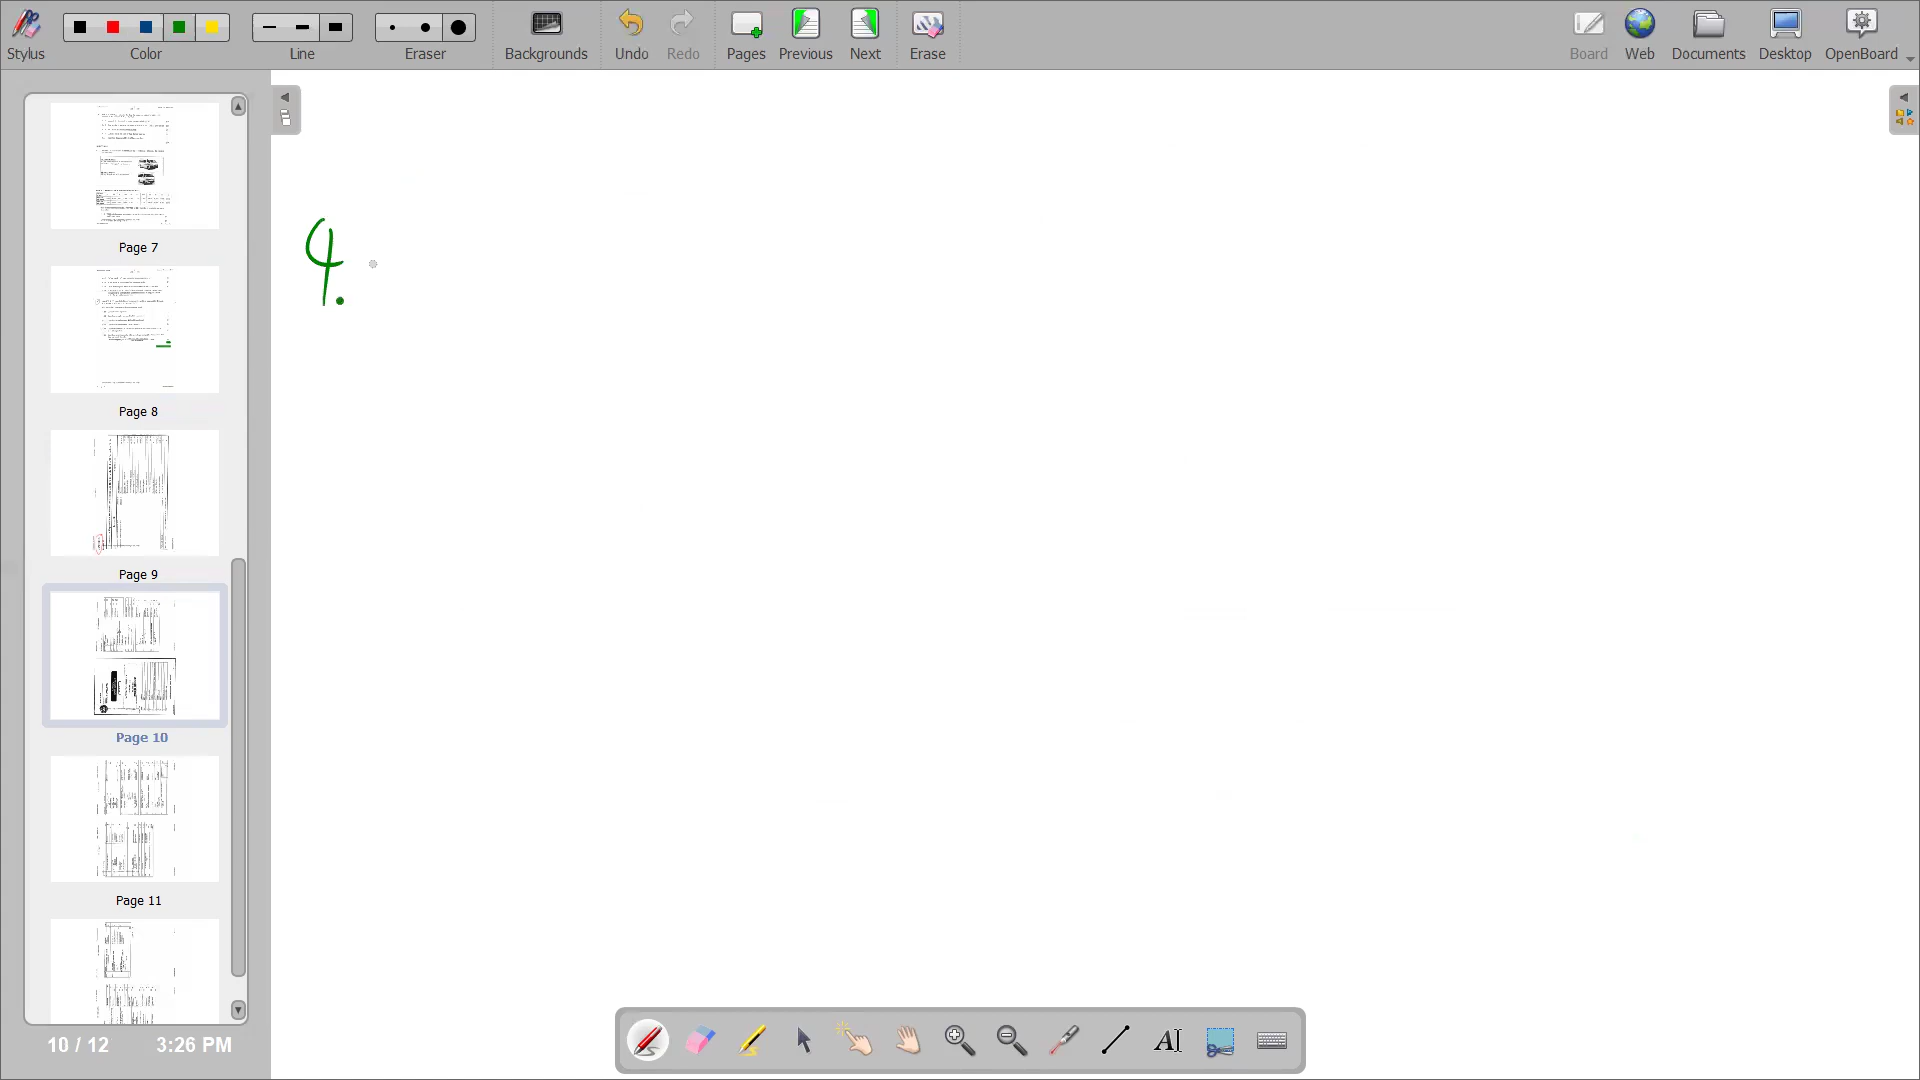 Stylus
Color
Line
Eraser
Backgrounds
Undo
Redo
Pages
Previous
Next
Erase
Board
Web
Documents
Desktop
OpenBoard
Page 7
Page 8
Page 9
Page 10
Page 11
10 / 12
3:26 PM
4.
AI